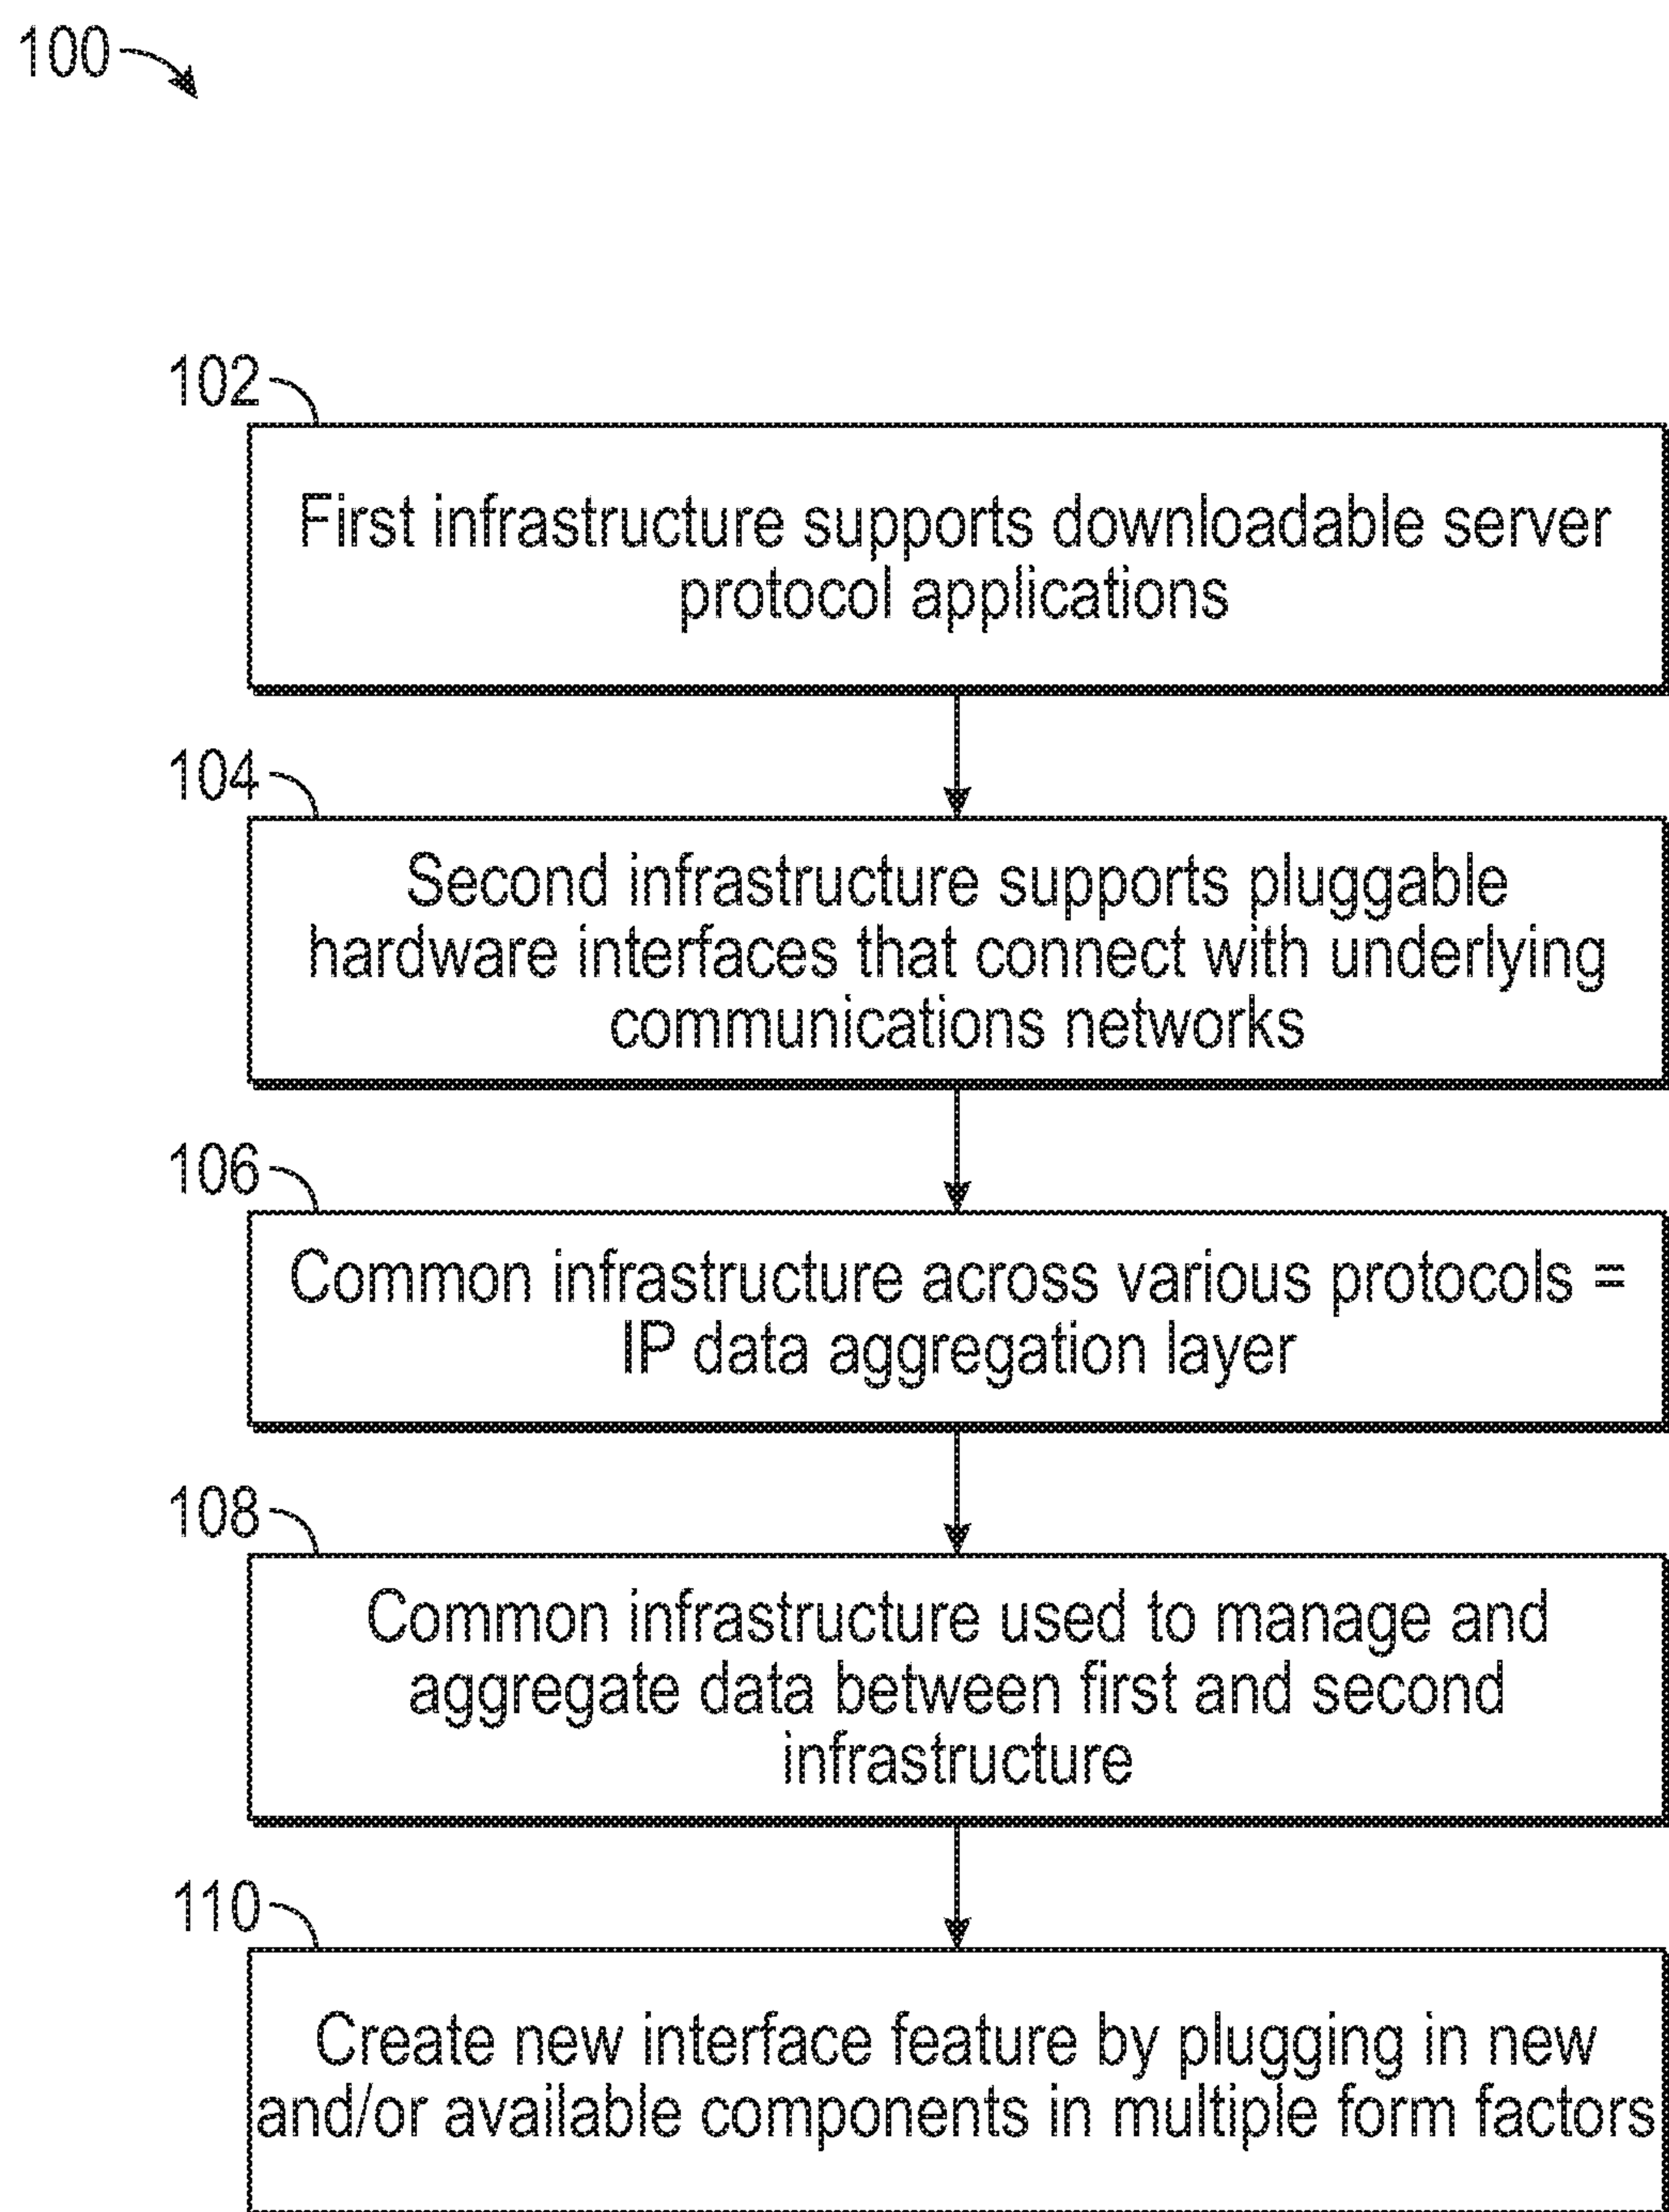 100
102
First infrastructure supports downloadable server
protocol applications
104
Second infrastructure supports pluggable
hardware interfaces that connect with underlying
communications networks
106
Common infrastructure across various protocols =
IP data aggregation layer
108
Common infrastructure used to manage and
aggregate data between first and second
infrastructure
110
Create new interface feature by plugging in new
and/or available components in multiple form factors